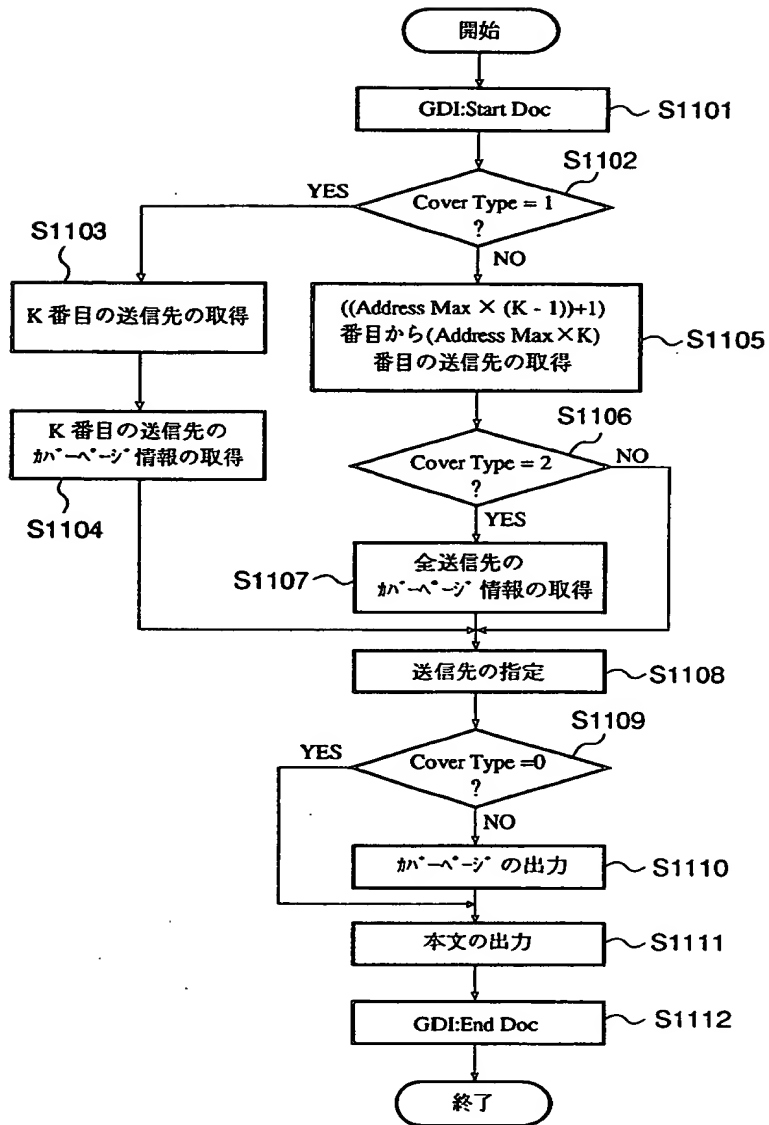 開始
GDI:Start Doc
S1101
S1102
Cover Type = 1
?
YES
NO
S1103
K 番目の送信先の取得
((Address Max × (K - 1))+1)
番目から(Address Max×K)
番目の送信先の取得
S1105
K 番目の送信先の
ｶﾊﾞｰﾍﾟｰｼﾞ情報の取得
S1104
S1106
Cover Type = 2
?
NO
YES
S1107
全送信先の
ｶﾊﾞｰﾍﾟｰｼﾞ 情報の取得
送信先の指定
S1108
S1109
Cover Type =0
?
YES
NO
ｶﾊﾞｰﾍﾟｰｼﾞ の出力
S1110
本文の出力
S1111
GDI:End Doc
S1112
終了